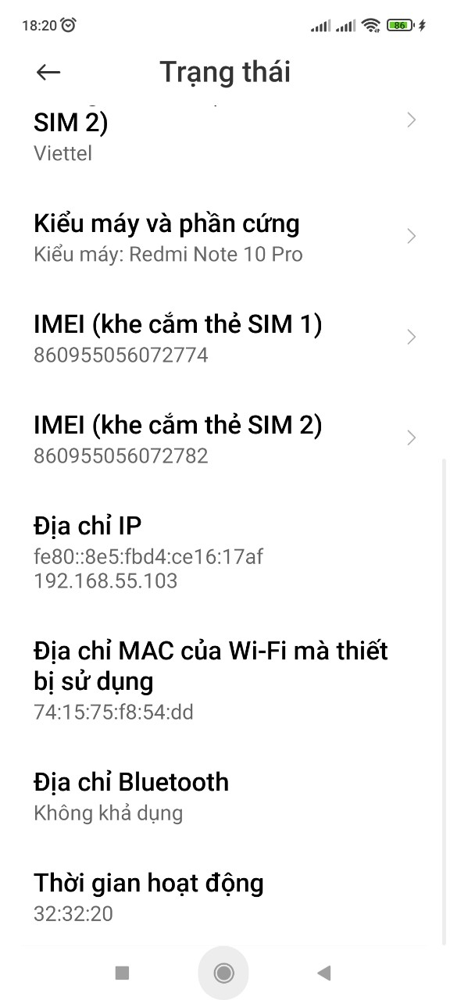 18:20
86
Trạng thái
SIM 2)
Viettel
Kiểu máy và phần cứng
Kiểu máy: Redmi Note 10 Pro
IMEI (khe cắm thẻ SIM 1)
860955056072774
IMEI (khe cắm thẻ SIM 2)
860955056072782
Địa chỉ IP
fe80::8e5:fbd4:ce16:17af
192.168.55.103
Địa chỉ MAC của Wi-Fi mà thiết
bị sử dụng
74:15:75:f8:54:dd
Địa chỉ Bluetooth
Không khả dụng
Thời gian hoạt động
32:32:20